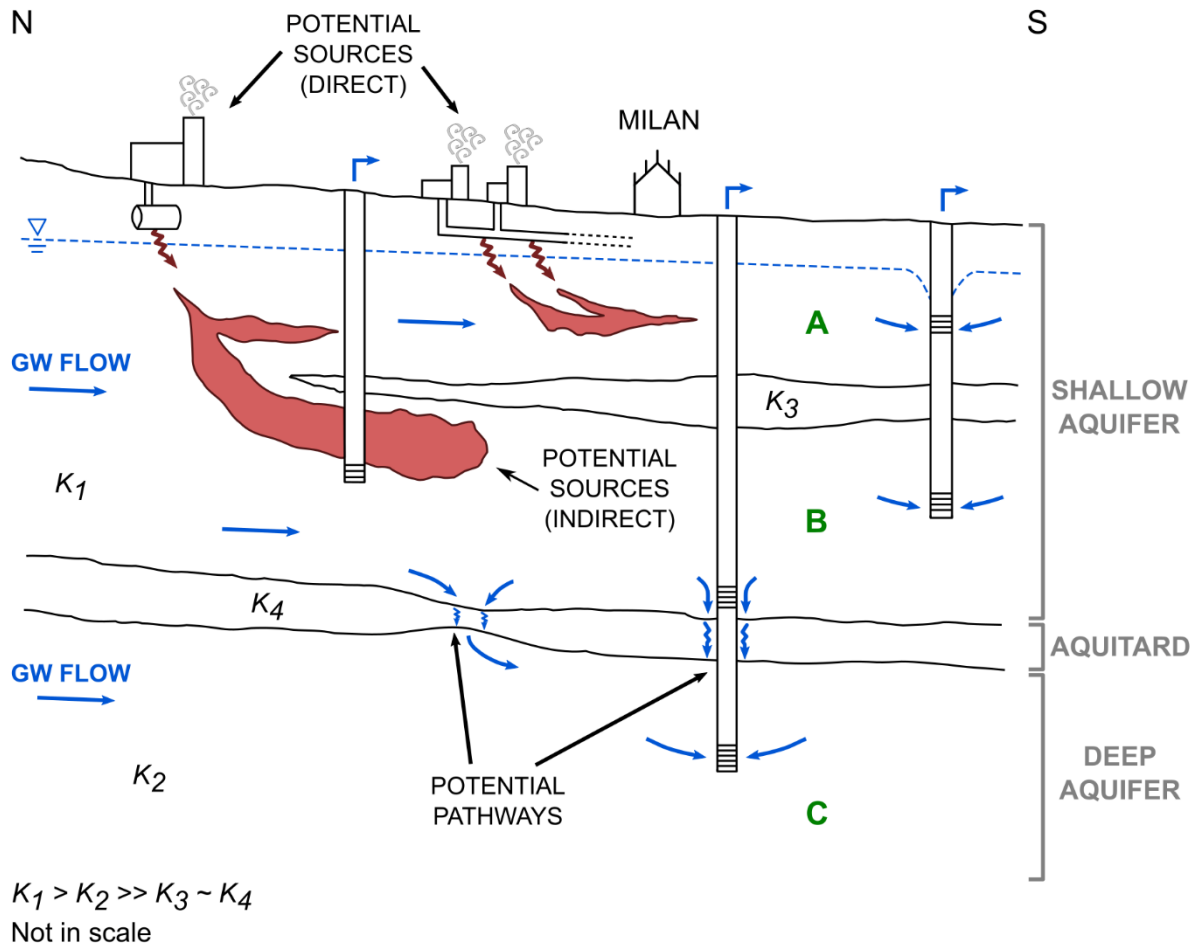 N
S
POTENTIAL
SOURCES
(DIRECT)
MILAN
A
GW FLOW
K3
SHALLOW
AQUIFER
POTENTIAL
SOURCES
(INDIRECT)
K1
B
K4
AQUITARD
GW FLOW
K2
POTENTIAL
PATHWAYS
DEEP
AQUIFER
C
K1 > K2 >> K3 ~ K4
Not in scale